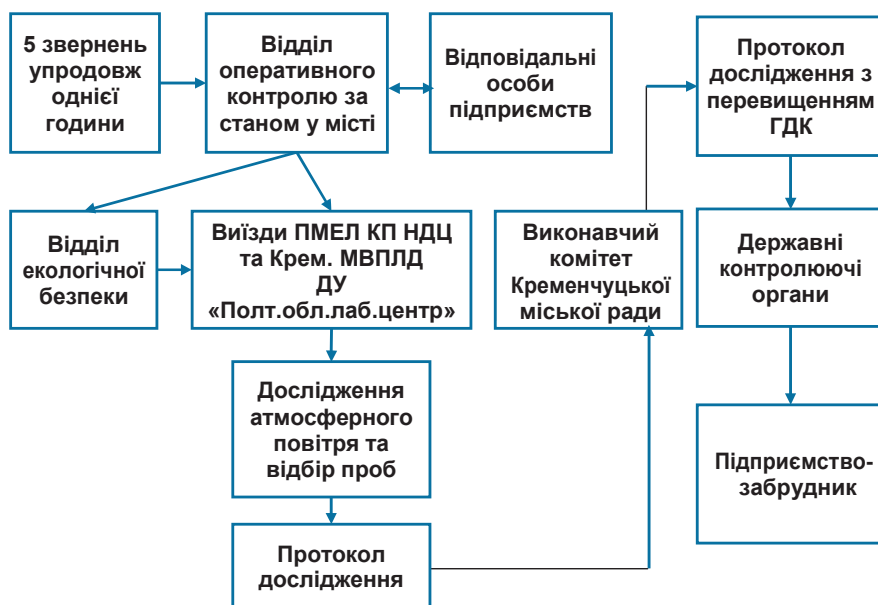 5 звернень
упродовж
однієї
години
Відділ
оперативного
контролю за
станом у місті
Відповідальні
особи
підприємств
Протокол
дослідження з
перевищенням
ГДК
Відділ
екологічної
безпеки
Виїзди ПМЕЛ КП НДЦ
та Крем. МВПЛД
ДУ
«Полт.обл.лаб.центр»
Виконавчий
комітет
Кременчуцької
міської ради
Державні
контролюючі
органи
Дослідження
атмосферного
повітря та
відбір проб
Підприємство-
забрудник
Протокол
дослідження